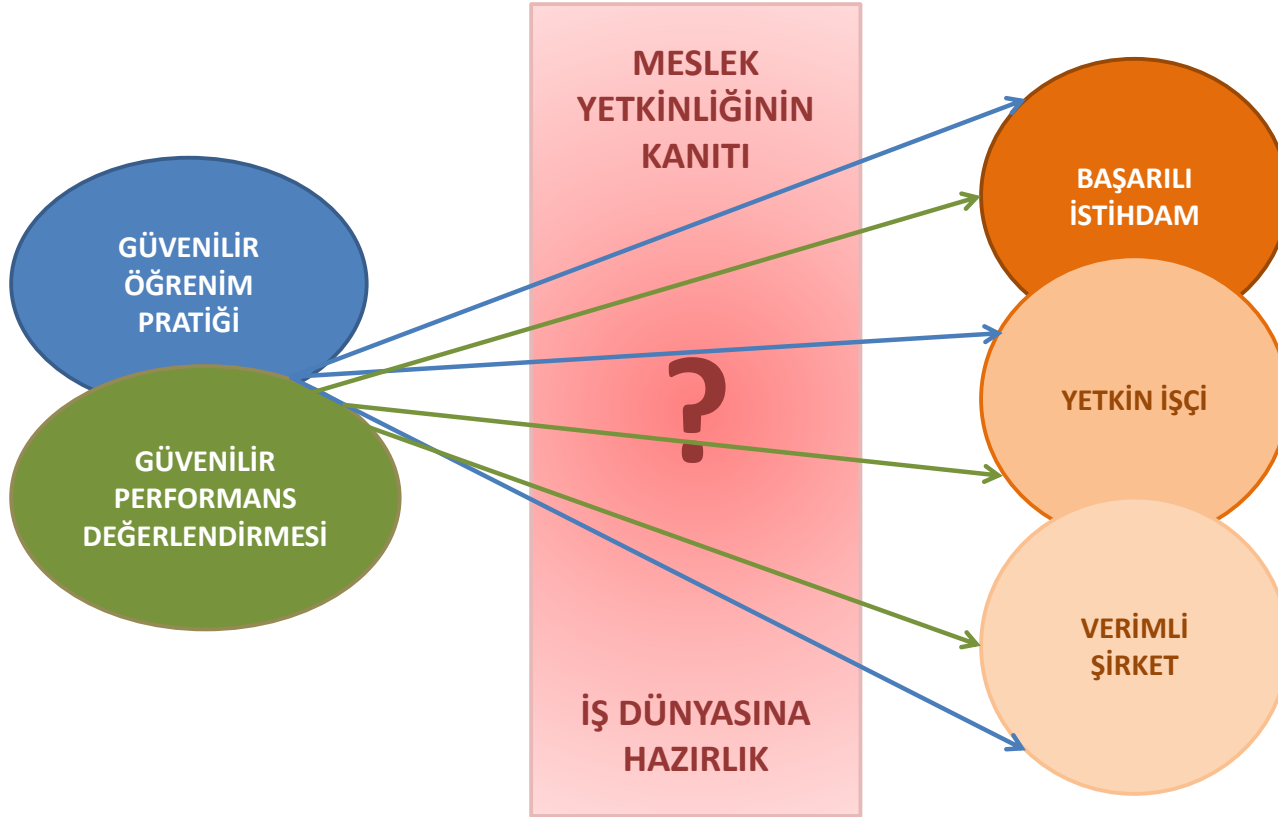 GÜVENİLİR
ÖĞRENİM
PRATİĞİ
GÜVENİLİR
PERFORMANS
DEĞERLENDİRMESİ
MESLEK
YETKİNLİĞİNİN
KANITI
?
İŞ DÜNYASINA
HAZIRLIK
BAŞARILI
İSTİHDAM
YETKİN İŞÇİ
VERİMLİ
ŞİRKET